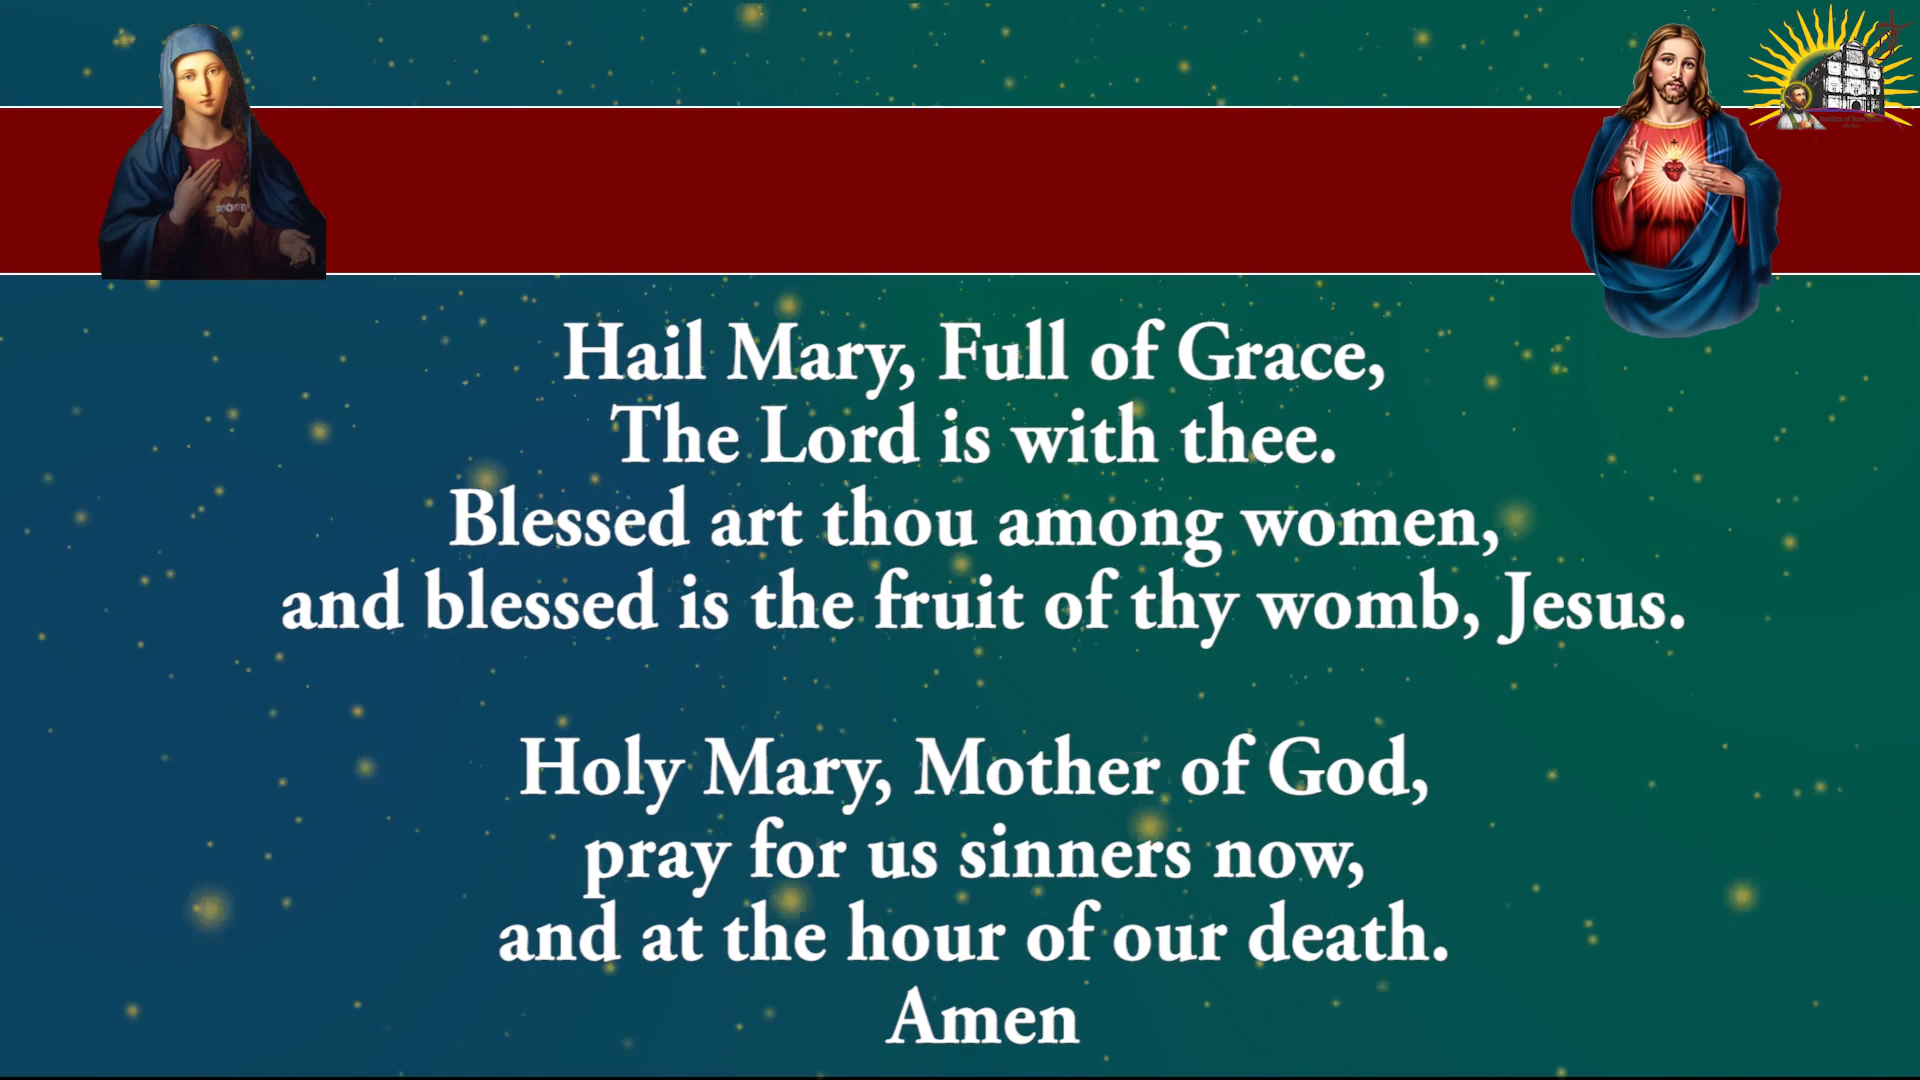 Hail Mary, Full of Grace,
The Lord is with thee.
Blessed art thou among women,
and blessed is the fruit of thy womb, Jesus.
Holy Mary, Mother of God,
pray for us sinners now,
and at the hour of our death.
Amen